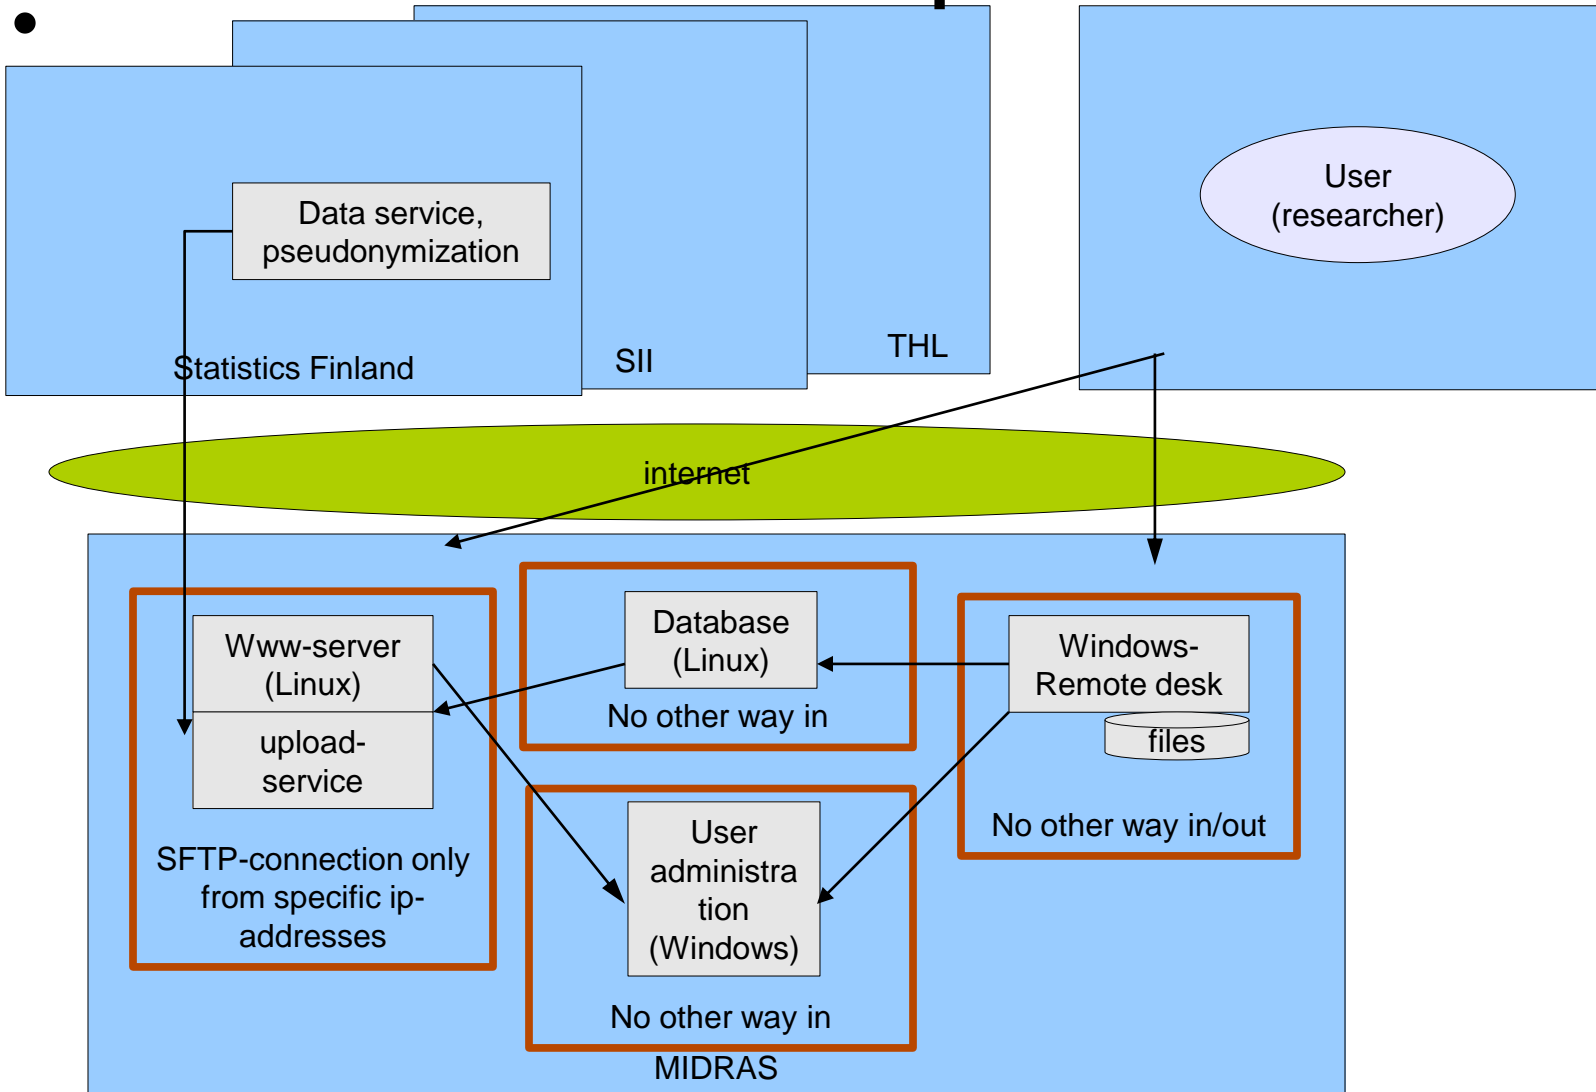 Data service,
pseudonymization
Statistics Finland
SII
THL
User
(researcher)
internet
Www-server
(Linux)
upload-
service
SFTP-connection only
from specific ip-
addresses
Database
(Linux)
No other way in
User
administra
tion
(Windows)
No other way in
Windows-
Remote desk
files
No other way in/out
MIDRAS